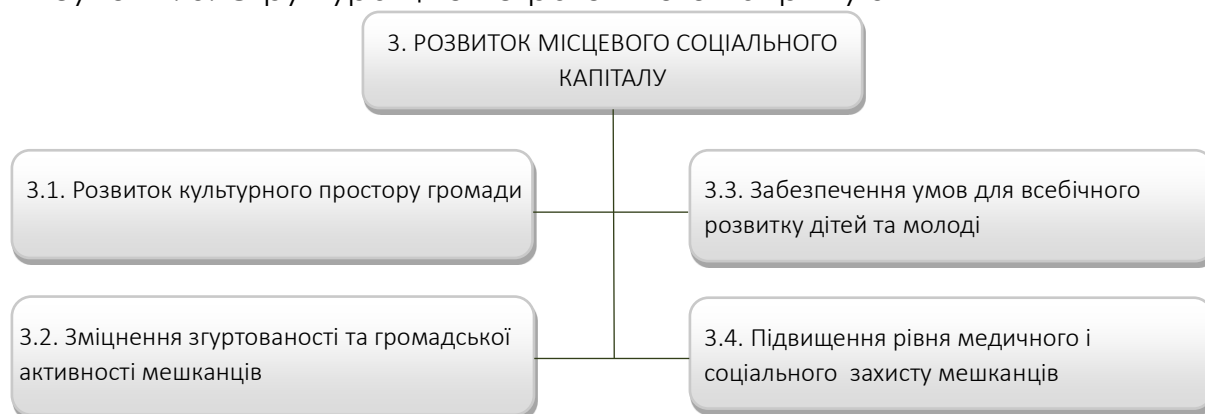 3. РОЗВИТОК МІСЦЕВОГО СОЦІАЛЬНОГО
КАПІТАЛУ
3.1. Розвиток культурного простору громади
3.2. Зміцнення згуртованості та громадської
активності мешканців
3.3. Забезпечення умов для всебічного
розвитку дітей та молоді
3.4. Підвищення рівня медичного і
соціального захисту мешканців